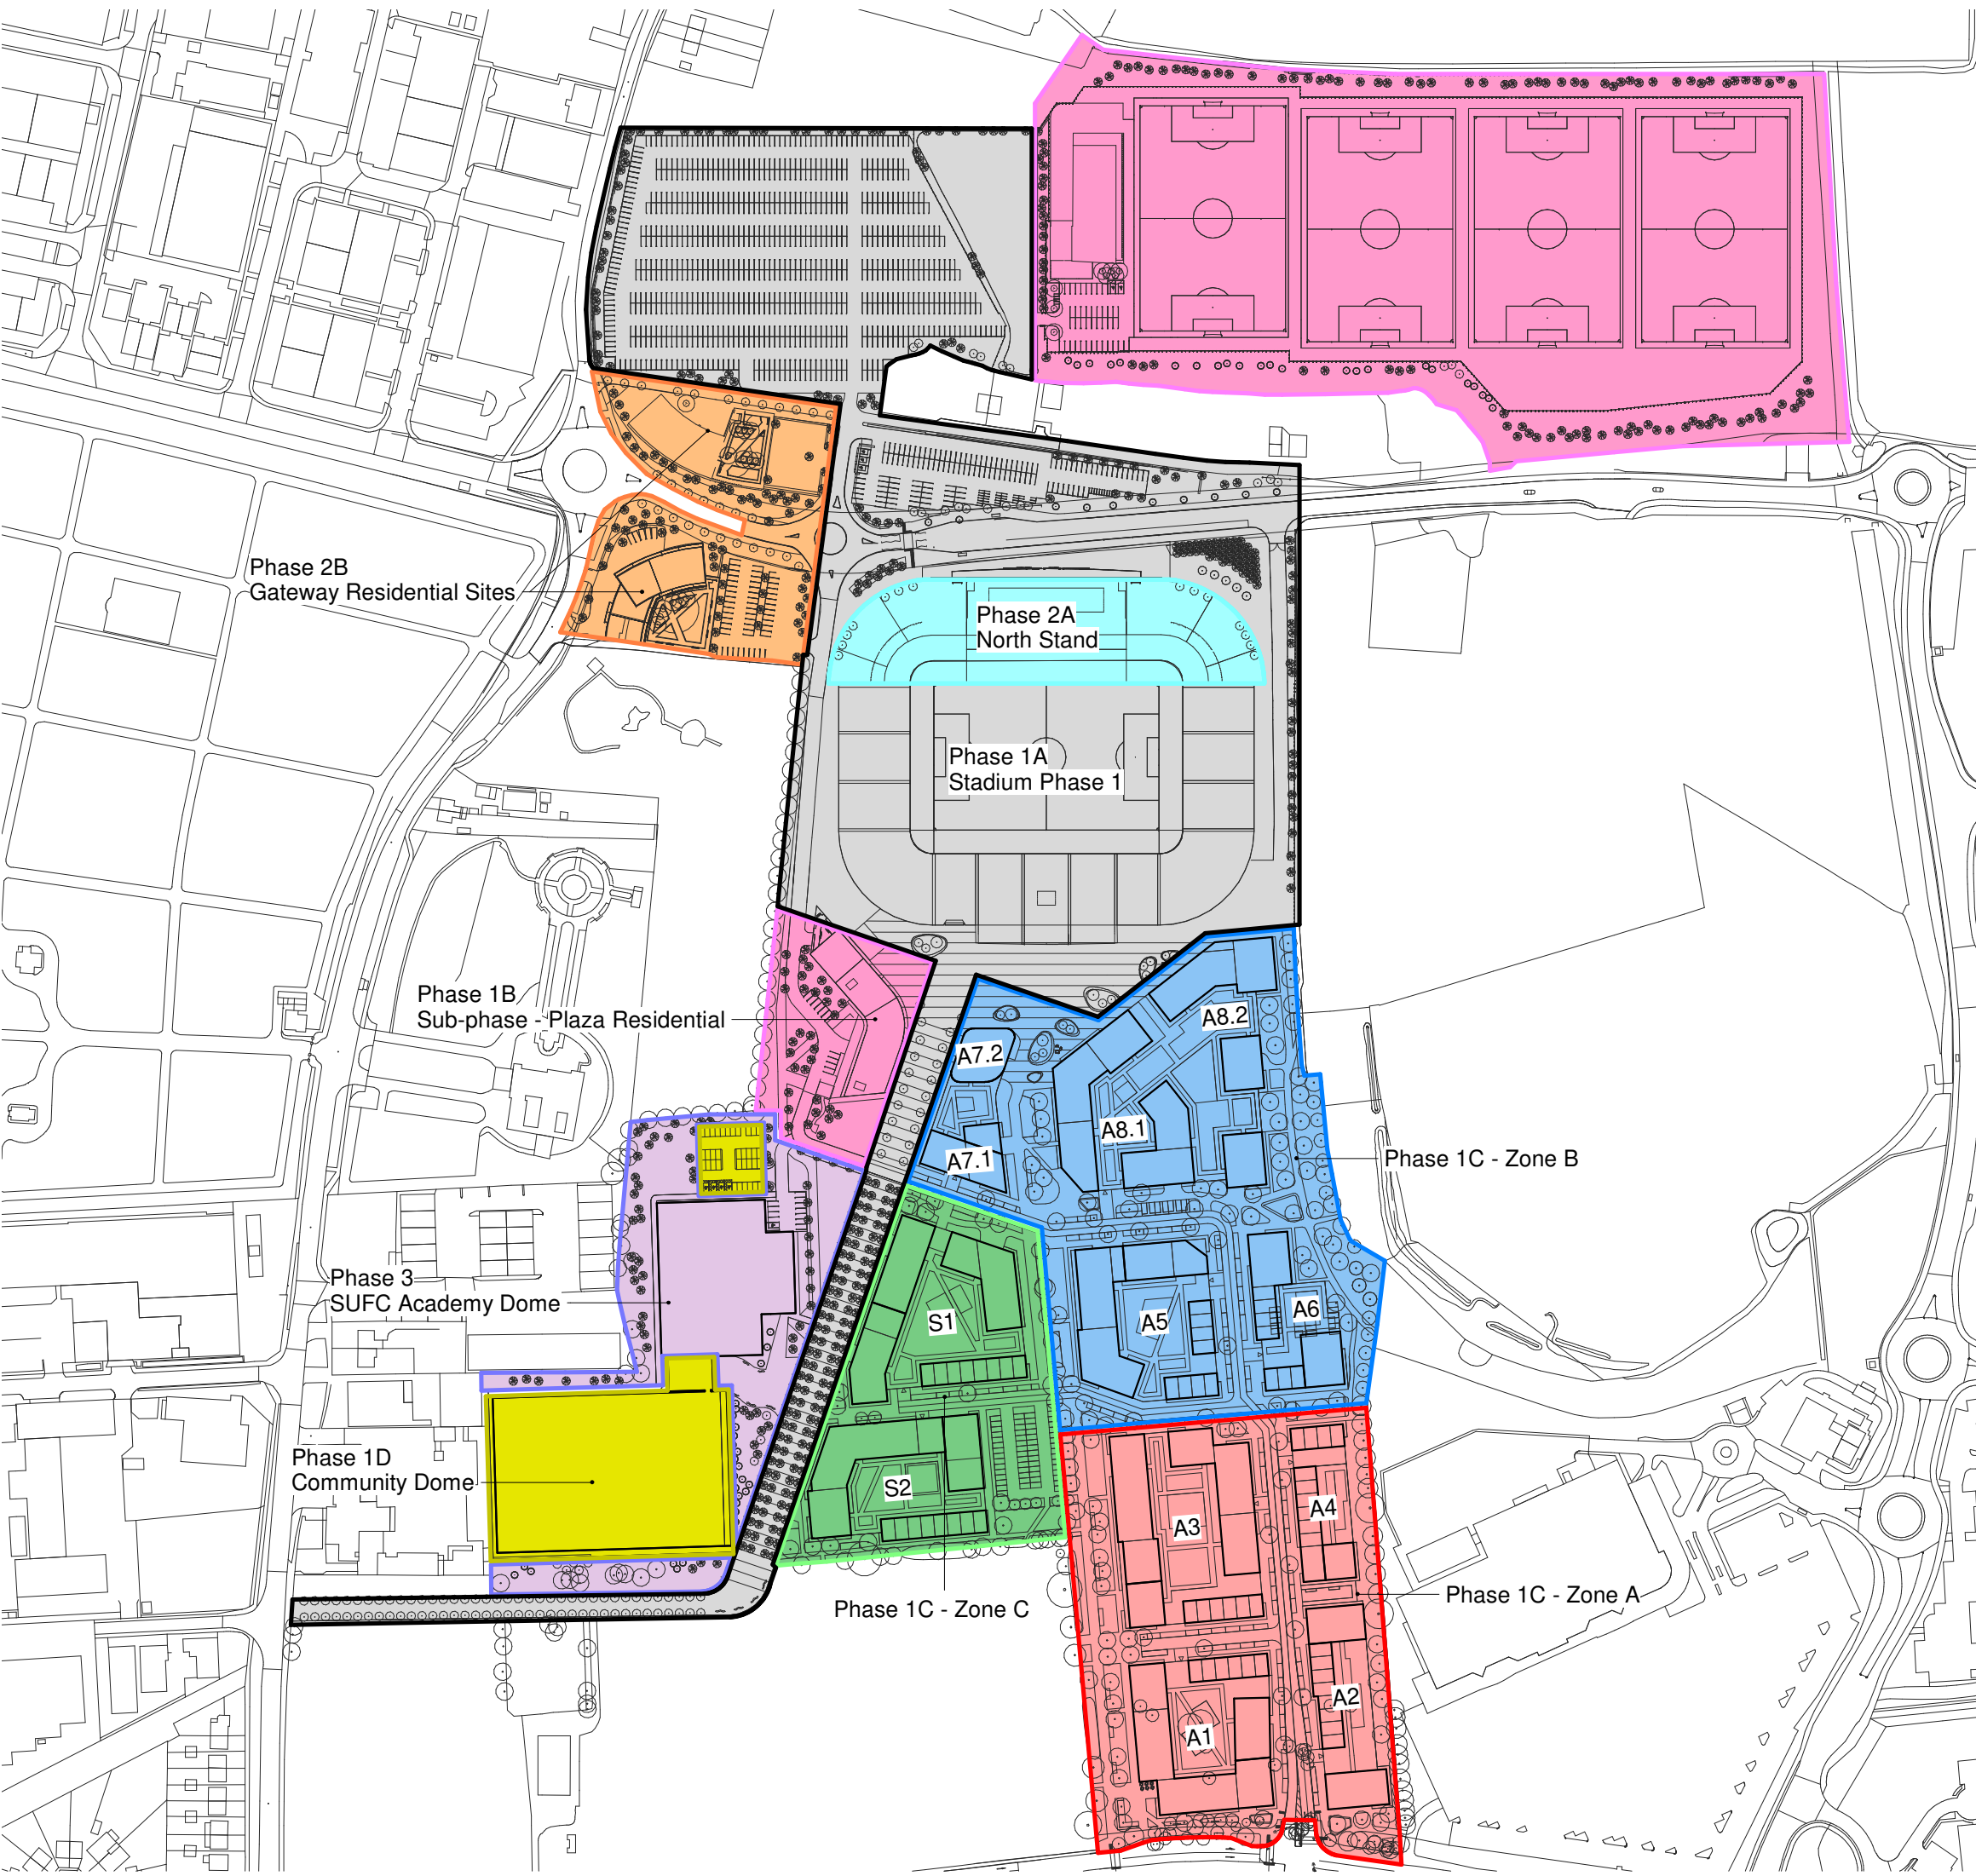 Phase 2B
Gateway Residential Sites
Phase 2A
North Stand
Phase 1A
Stadium Phase 1
Phase 1B
Sub-phase - Plaza Residential
A8.2
A7.2
A8.1
A7.1
Phase 1C - Zone B
Phase 3
SUFC Academy Dome
S1
A5
A6
Phase 1D
Community Dome
S2
A3
A4
Phase 1C - Zone C
Phase 1C - Zone A
A2
A1